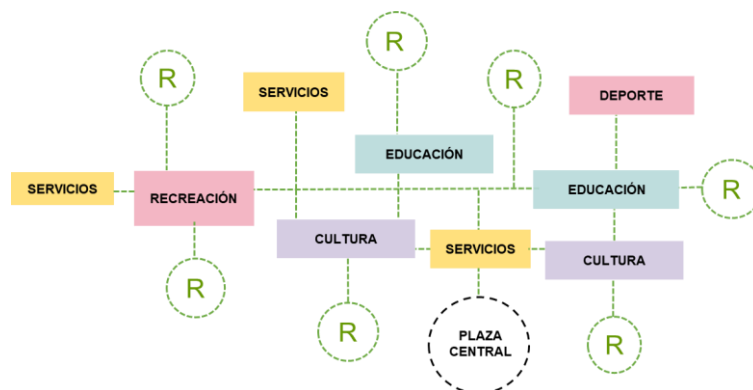 R
R
R
SERVICIOS
DEPORTE
EDUCACIÓN
SERVICIOS
RECREACIÓN
EDUCACIÓN
R
CULTURA
SERVICIOS
CULTURA
R
R
PLAZA
CENTRAL
R